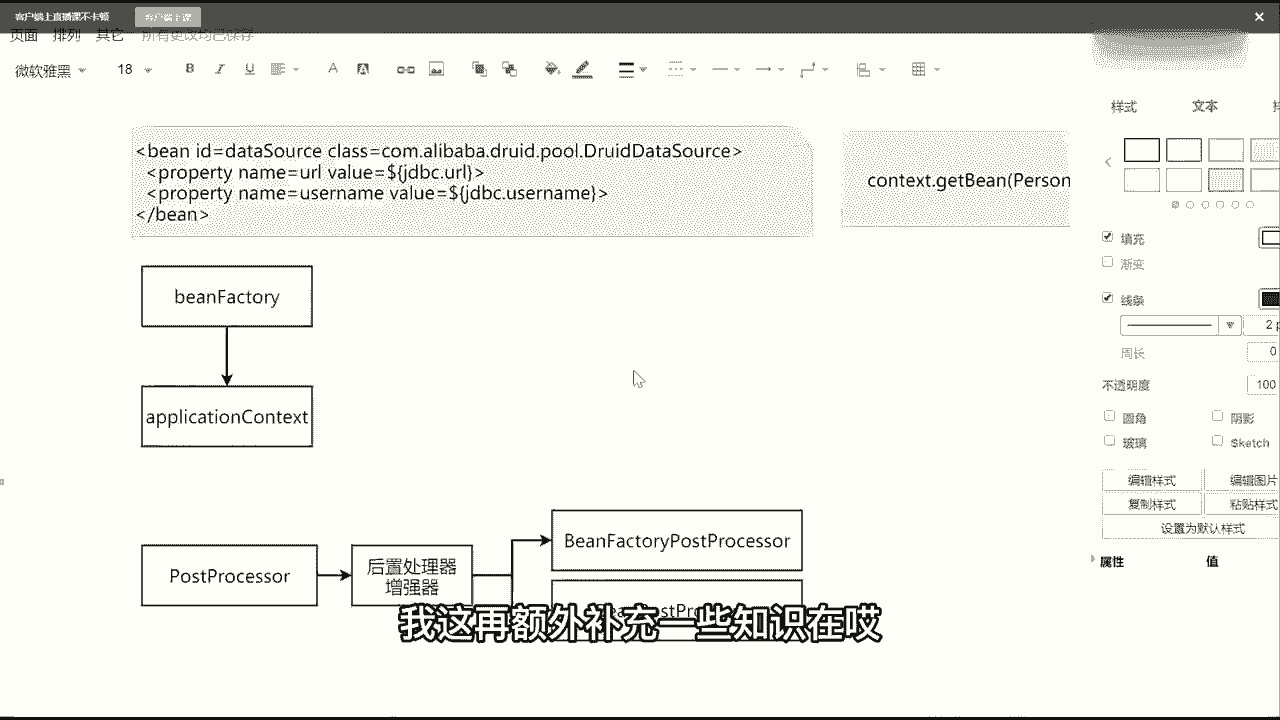 客户端上直播课不卡顿
客户端上课
页面 排列 其它 所有更改均已保存
微软雅黑 18 B I U A
样式 文本
<bean id=dataSource class=com.alibaba.druid.pool.DruidDataSource>
<property name=url value=${jdbc.url}>
<property name=username value=${jdbc.username}>
</bean>
context.getBean(Person
beanFactory
applicationContext
PostProcessor
后置处理器
增强器
BeanFactoryPostProcessor
我这再额外补充一些知识在哎
填充
渐变
线条
2 p
周长 0
不透明度 100
圆角 阴影
玻璃 Sketch
编辑样式 编辑图片
复制样式 粘贴样式
设置为默认样式
属性 值